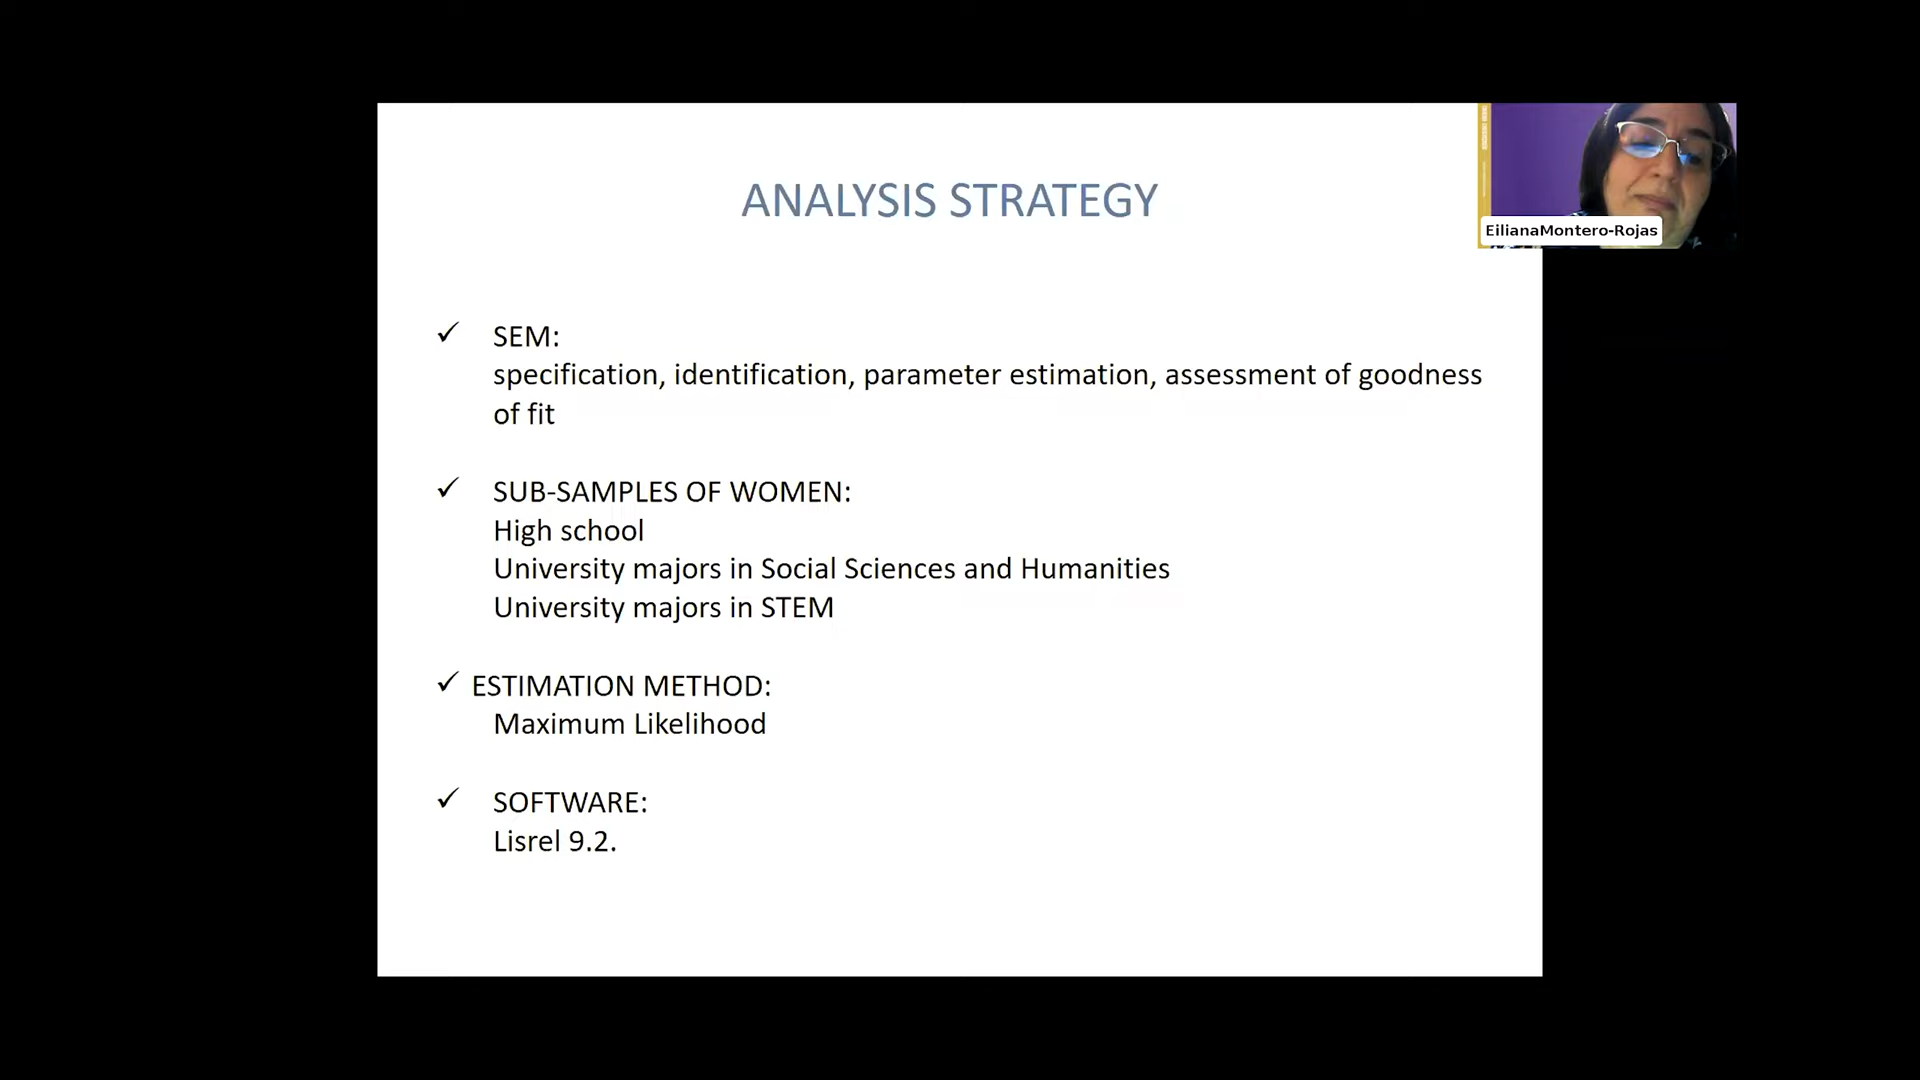 ANALYSIS STRATEGY
EilianaMontero-Rojas
✓ SEM:
specification, identification, parameter estimation, assessment of goodness
of fit
✓ SUB-SAMPLES OF WOMEN:
High school
University majors in Social Sciences and Humanities
University majors in STEM
✓ ESTIMATION METHOD:
Maximum Likelihood
✓ SOFTWARE:
Lisrel 9.2.